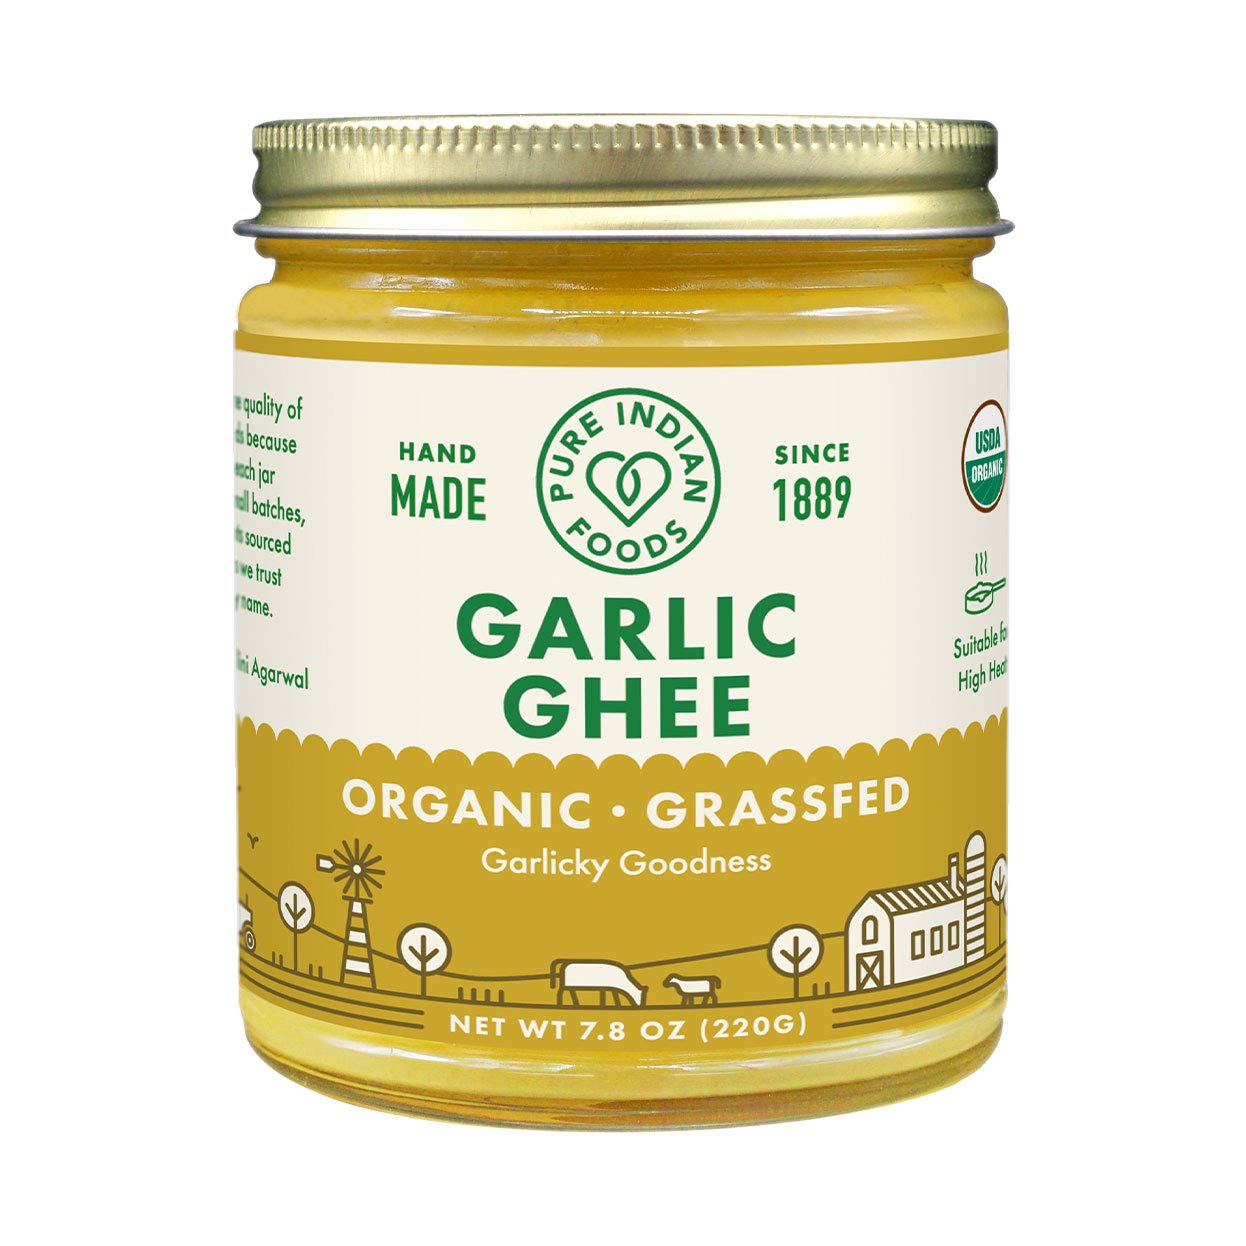 quality of
because
each jar
batches,
sourced
we trust
name.
Agarwal
HAND
MADE
PURE INDIAN
FOODS
SINCE
1889
USDA
ORGANIC
GARLIC
GHEE
Suitable for
High Heat
ORGANIC • GRASSFED
Garlicky Goodness
NET WT 7.8 OZ (220G)